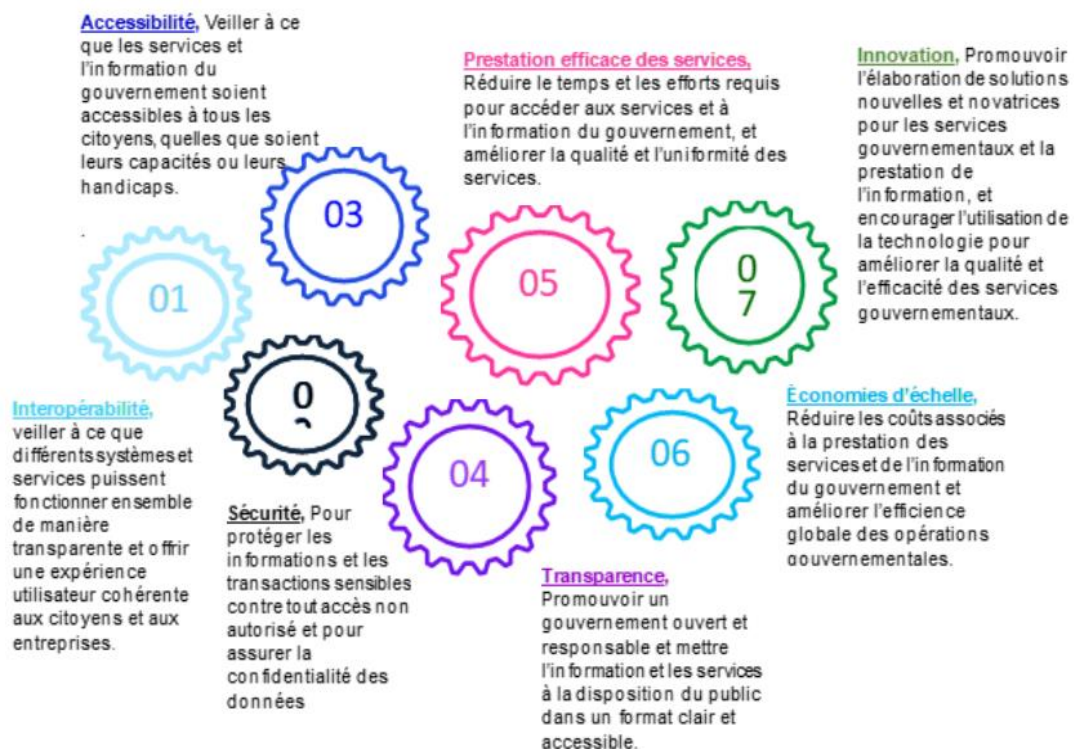 Accessibilité, Veiller à ce
que les services et
l'information du
gouvernement soient
accessibles à tous les
citoyens, quelles que soient
leurs capacités ou leurs
handicaps.
.
Prestation efficace des services,
Réduire le temps et les efforts requis
pour accéder aux services et à
l'information du gouvernement, et
améliorer la qualité et l'uniformité des
services.
Innovation, Promouvoir
l'élaboration de solutions
nouvelles et novatrices
pour les services
gouvernementaux et la
prestation de
l'information, et
encourager l'utilisation de
la technologie pour
améliorer la qualité et
l'efficacité des services
gouvernementaux.
03
01
05
0
7
0
04
06
Interopérabilité,
veiller à ce que
différents systèmes et
services puissent
fonctionner ensemble
de manière
transparente et offrir
une expérience
utilisateur cohérente
aux citoyens et aux
entreprises.
Sécurité, Pour
protéger les
informations et les
transactions sensibles
contre tout accès non
autorisé et pour
assurer la
confidentialité des
données
Transparence,
Promouvoir un
gouvernement ouvert et
responsable et mettre
l'information et les services
à la disposition du public
dans un format clair et
accessible.
Économies d'échelle,
Réduire les coûts associés
à la prestation des
services et de l'information
du gouvernement et
améliorer l'efficience
globale des opérations
gouvernementales.